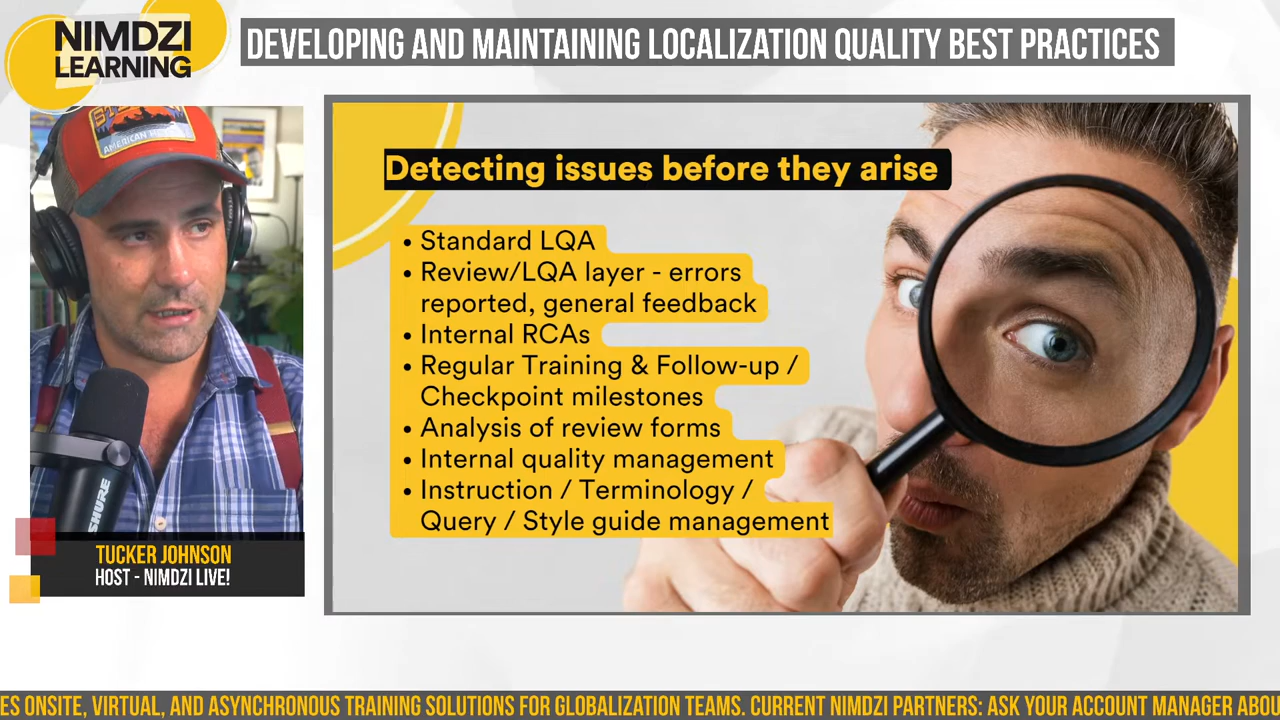 NIMDZI
LEARNING
DEVELOPING AND MAINTAINING LOCALIZATION QUALITY BEST PRACTICES
AMERICAN
Detecting issues before they arise
• Standard LQA
• Review/LQA layer - errors
reported, general feedback
• Internal RCAs
• Regular Training & Follow-up /
Checkpoint milestones
• Analysis of review forms
• Internal quality management
• Instruction / Terminology /
Query / Style guide management
SHURE
TUCKER JOHNSON
HOST - NIMDZI LIVE!
ES ONSITE, VIRTUAL, AND ASYNCHRONOUS TRAINING SOLUTIONS FOR GLOBALIZATION TEAMS. CURRENT NIMDZI PARTNERS: ASK YOUR ACCOUNT MANAGER ABOU